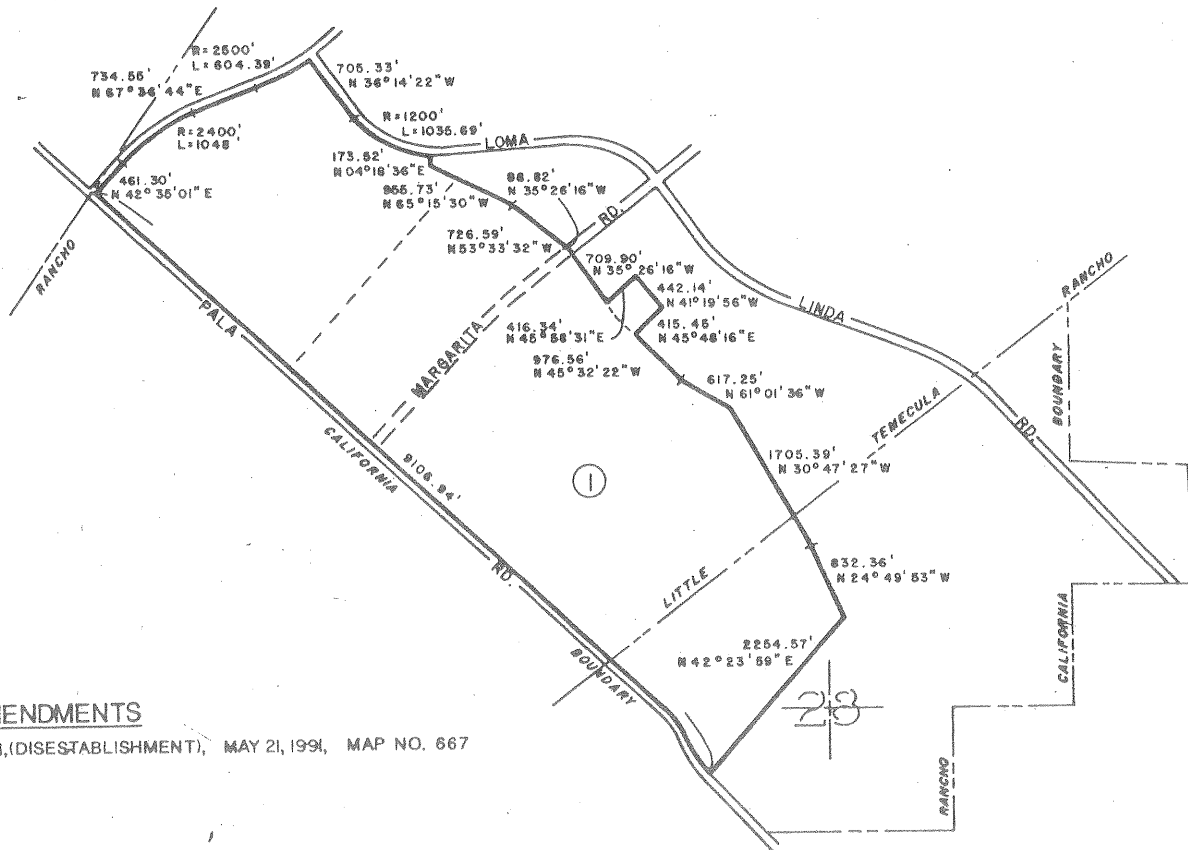 R=2500'
L=604.39'
734.55'
N 67° 36' 44" E
705.33'
N 36° 14' 22" W
R=2400'
L=1048'
R=1200'
L=1035.69'
LOMA
173.52'
N 04° 18' 36" E
461.30'
N 42° 35' 01" E
955.73'
N 65° 15' 30" W
N 35° 26' 16" W
RD.
726.59'
N 53° 33' 32" W
709.90'
N 35° 26' 16" W
RANCHO
RANCHO
442.14'
N 41° 19' 56" W
PALA
LINDA
416.34'
N 45° 58' 31" E
415.45'
N 45° 48' 16" E
MARGARITA
976.56'
N 45° 32' 22" W
617.25'
N 61° 01' 36" W
BOUNDARY
TEMECULA
RD.
CALIFORNIA
9106.94'
1705.39'
N 30° 47' 27" W
1
RD.
LITTLE
832.36'
N 24° 49' 53" W
CALIFORNIA
2254.57'
N 42° 23' 59" E
BOUNDARY
23
ENDMENTS
(DISESTABLISHMENT), MAY 21, 1991, MAP NO. 667
RANCHO